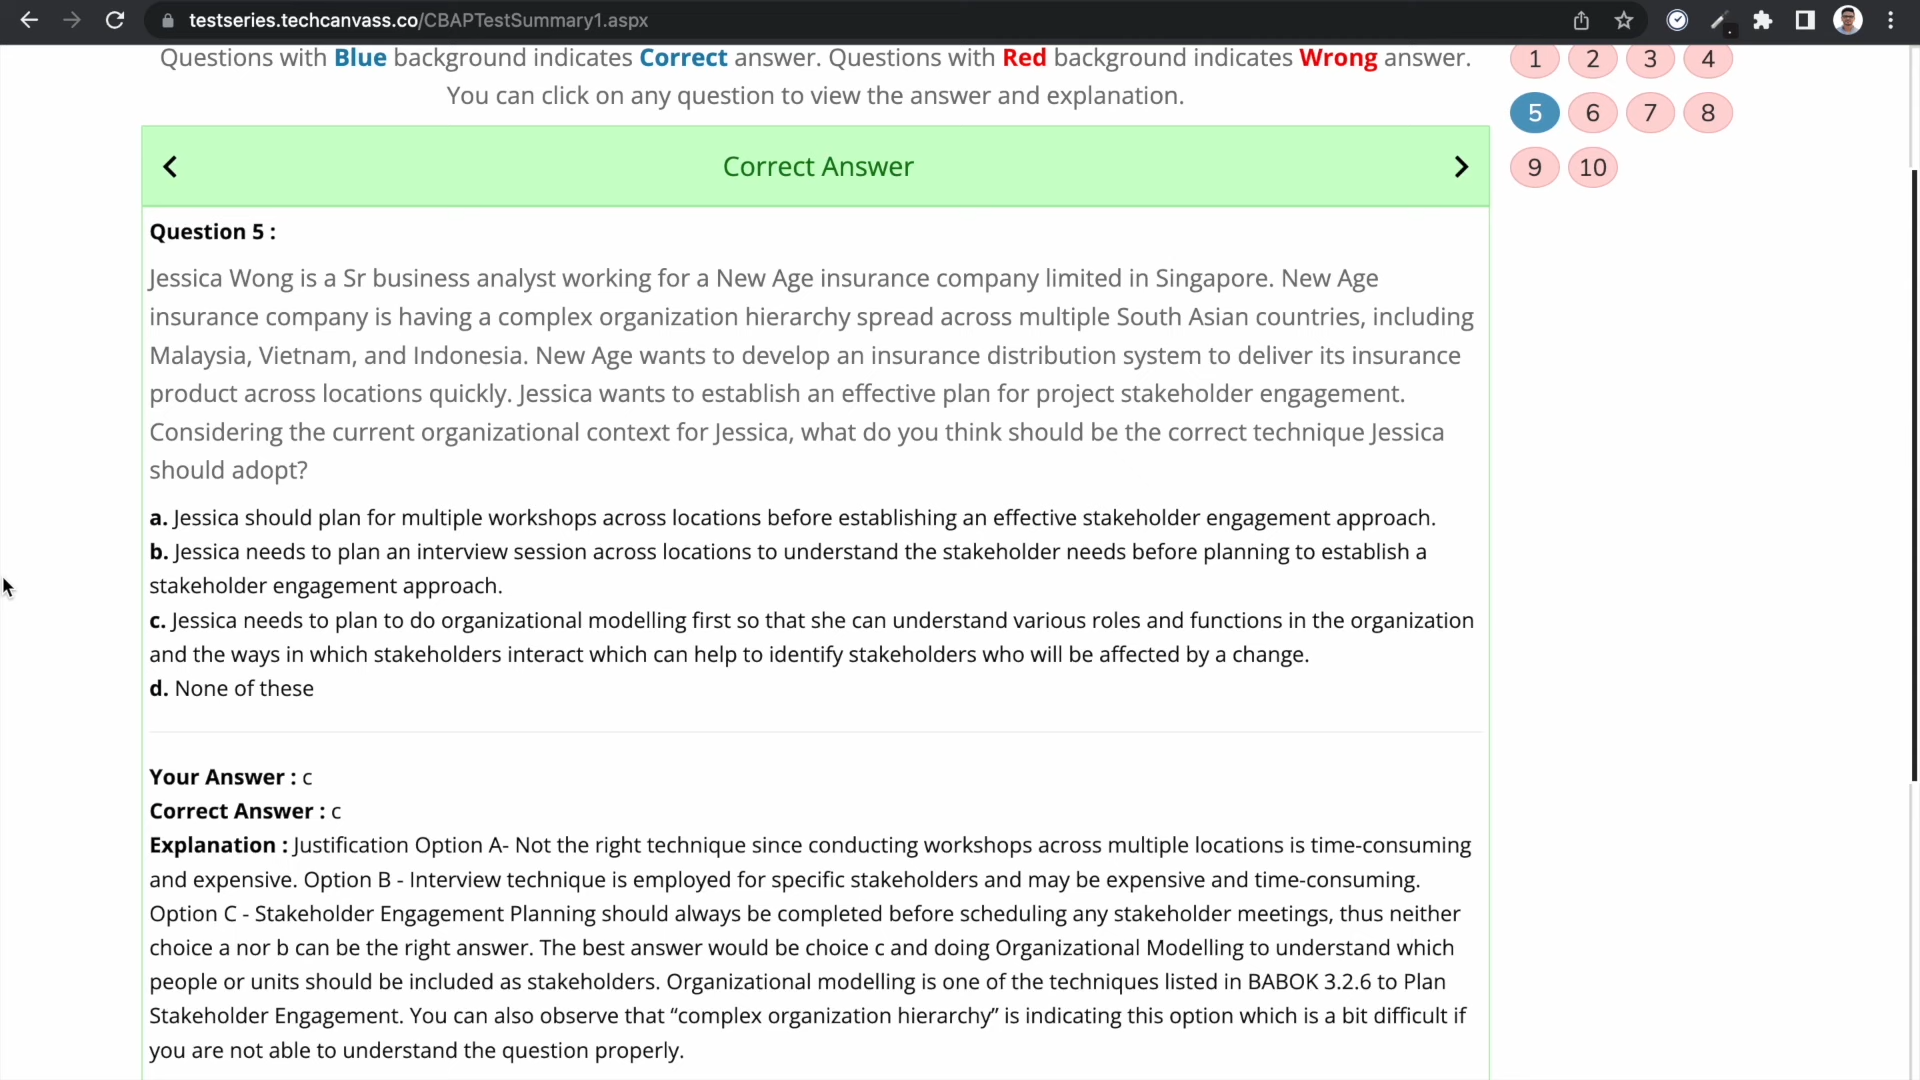 testseries.techcanvass.co/CBAPTestSummary1.aspx
Questions with Blue background indicates Correct answer. Questions with Red background indicates Wrong answer.
You can click on any question to view the answer and explanation.
1 2 3 4
5 6 7 8
9 10
Correct Answer
Question 5 :
Jessica Wong is a Sr business analyst working for a New Age insurance company limited in Singapore. New Age
insurance company is having a complex organization hierarchy spread across multiple South Asian countries, including
Malaysia, Vietnam, and Indonesia. New Age wants to develop an insurance distribution system to deliver its insurance
product across locations quickly. Jessica wants to establish an effective plan for project stakeholder engagement.
Considering the current organizational context for Jessica, what do you think should be the correct technique Jessica
should adopt?
a. Jessica should plan for multiple workshops across locations before establishing an effective stakeholder engagement approach.
b. Jessica needs to plan an interview session across locations to understand the stakeholder needs before planning to establish a
stakeholder engagement approach.
c. Jessica needs to plan to do organizational modelling first so that she can understand various roles and functions in the organization
and the ways in which stakeholders interact which can help to identify stakeholders who will be affected by a change.
d. None of these
Your Answer : c
Correct Answer : c
Explanation : Justification Option A- Not the right technique since conducting workshops across multiple locations is time-consuming
and expensive. Option B - Interview technique is employed for specific stakeholders and may be expensive and time-consuming.
Option C - Stakeholder Engagement Planning should always be completed before scheduling any stakeholder meetings, thus neither
choice a nor b can be the right answer. The best answer would be choice c and doing Organizational Modelling to understand which
people or units should be included as stakeholders. Organizational modelling is one of the techniques listed in BABOK 3.2.6 to Plan
Stakeholder Engagement. You can also observe that “complex organization hierarchy” is indicating this option which is a bit difficult if
you are not able to understand the question properly.